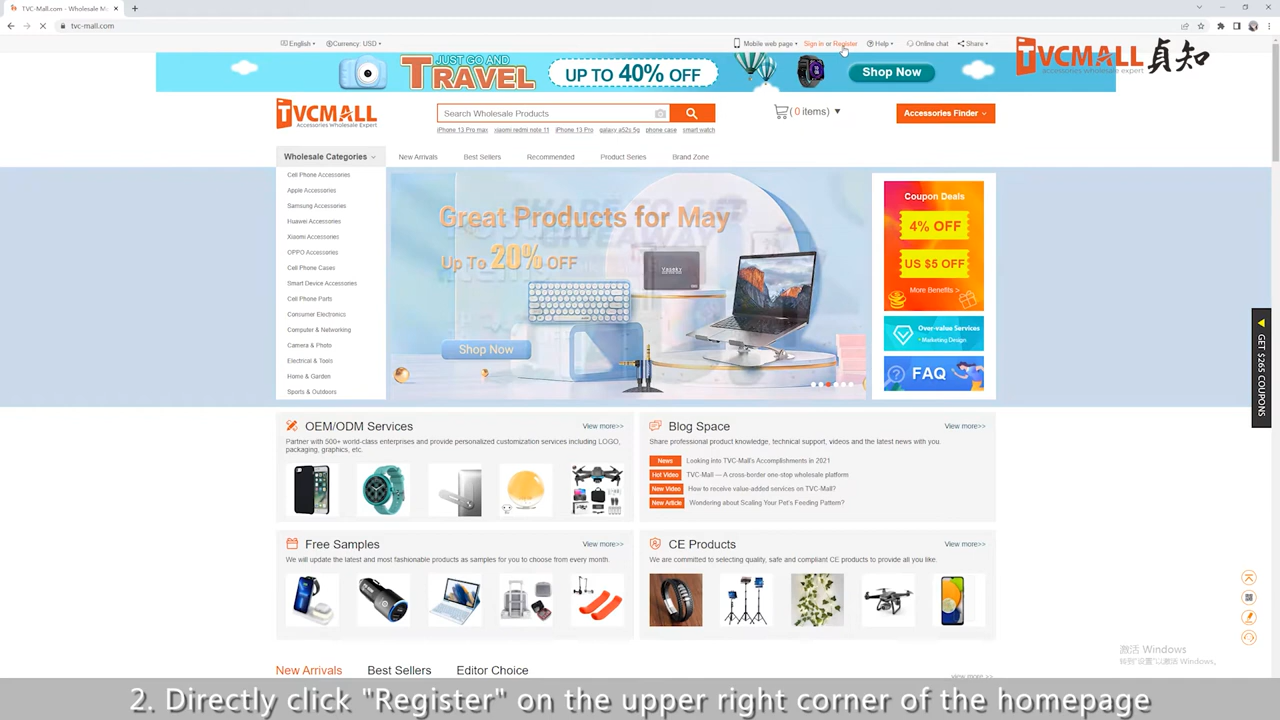 TVC-Mall.com - Wholesale M
tvc-mall.com
English
Currency: USD
Mobile web page
Sign in or Register
Help
Online chat
Share
TVCMALL 貞知
accessories wholesale expert
JUST GO AND
TRAVEL
UP TO 40% OFF
Shop Now
TVCMALL
Accessories Wholesale Expert
Search Wholesale Products
( 0 items)
Accessories Finder
iPhone 13 Pro max
xiaomi redmi note 11
iPhone 13 Pro
galaxy a52s 5g
phone case
smart watch
Wholesale Categories
New Arrivals
Best Sellers
Recommended
Product Series
Brand Zone
Cell Phone Accessories
Apple Accessories
Samsung Accessories
Huawei Accessories
Xiaomi Accessories
OPPO Accessories
Cell Phone Cases
Smart Device Accessories
Cell Phone Parts
Consumer Electronics
Computer & Networking
Camera & Photo
Electrical & Tools
Home & Garden
Sports & Outdoors
Great Products for May
Up To 20% OFF
Shop Now
Coupon Deals
4% OFF
US $5 OFF
More Benefits >
Over-value Services
• Marketing Design
FAQ
GET $265 COUPONS
OEM/ODM Services
View more>>
Partner with 500+ world-class enterprises and provide personalized customization services including LOGO,
packaging, graphics, etc.
Blog Space
View more>>
Share professional product knowledge, technical support, videos and the latest news with you.
News Looking into TVC-Mall's Accomplishments in 2021
Hot Video TVC-Mall — A cross-border one-stop wholesale platform
New Video How to receive value-added services on TVC-Mall?
New Article Wondering about Scaling Your Pet's Feeding Pattern?
Free Samples
View more>>
We will update the latest and most fashionable products as samples for you to choose from every month.
CE Products
View more>>
We are committed to selecting quality, safe and compliant CE products to provide all you like.
New Arrivals
Best Sellers
Editor Choice
view more >>
激活 Windows
转到"设置"以激活 Windows。
2. Directly click "Register" on the upper right corner of the homepage